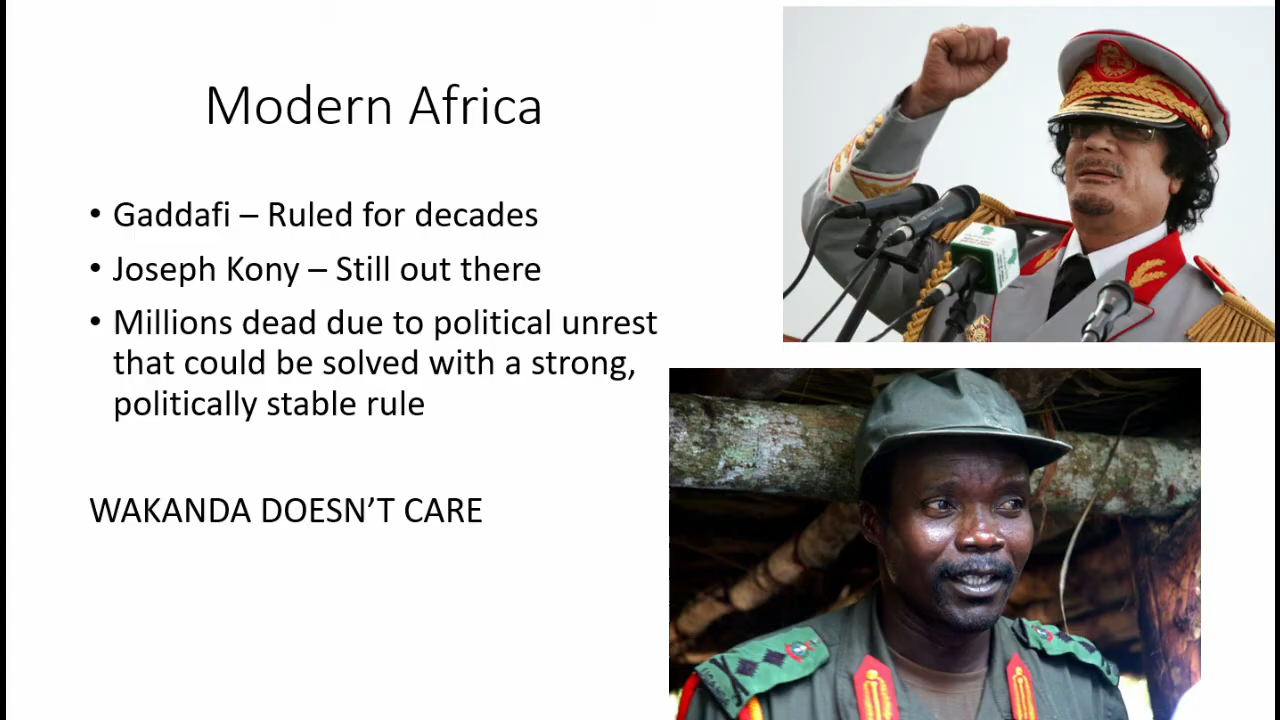 Modern Africa
• Gaddafi – Ruled for decades
• Joseph Kony – Still out there
• Millions dead due to political unrest
that could be solved with a strong,
politically stable rule
WAKANDA DOESN’T CARE